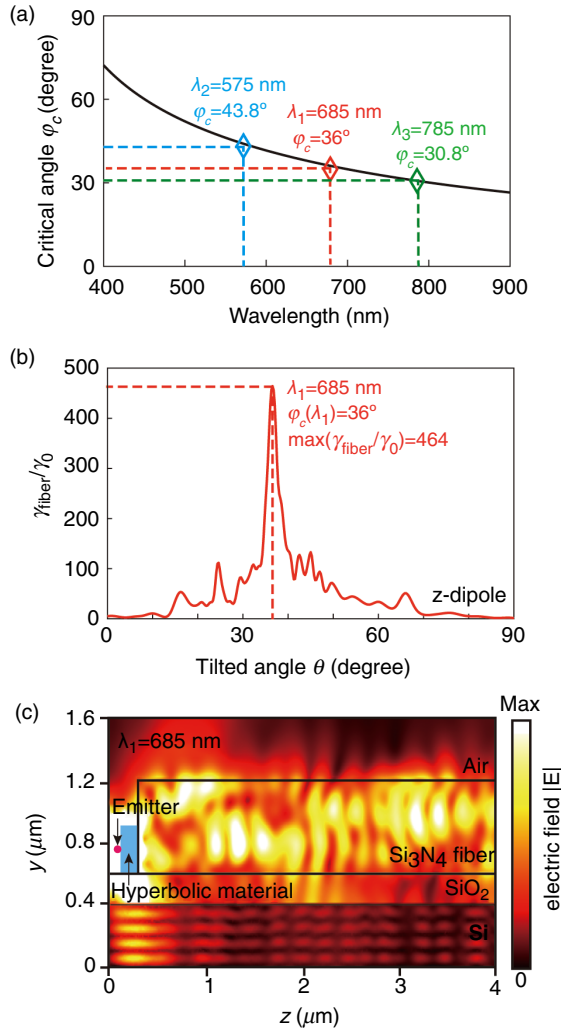 (a)
90
60
30
0
Critical angle φc (degree)
λ2=575 nm
φc=43.8°
λ1=685 nm
φc=36°
λ3=785 nm
φc=30.8°
400 500 600 700 800 900
Wavelength (nm)
(b)
500
400
300
200
100
0
γfiber/γ0
λ1=685 nm
φc(λ1)=36°
max(γfiber/γ0)=464
z-dipole
0 30 60 90
Tilted angle θ (degree)
(c)
Max
1.6
1.2
0.8
0.4
0
y (μm)
λ1=685 nm
Air
Emitter
Si3N4 fiber
Hyperbolic material
SiO2
Si
electric field |E|
0
0 1 2 3 4
z (μm)